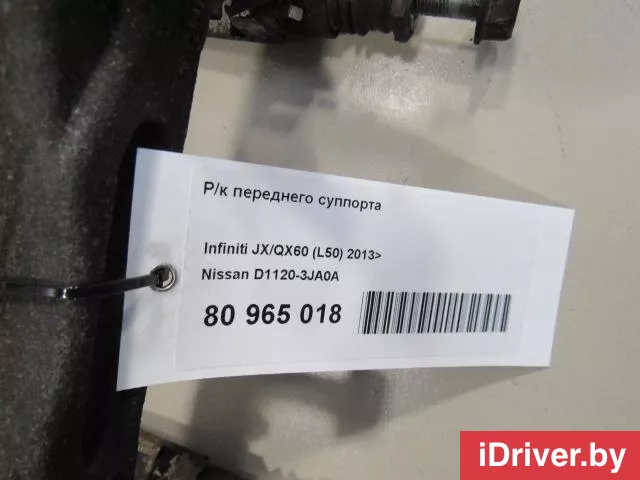 Р/к переднего суппорта
Infiniti JX/QX60 (L50) 2013>
Nissan D1120-3JA0A
80 965 018
iDriver.by